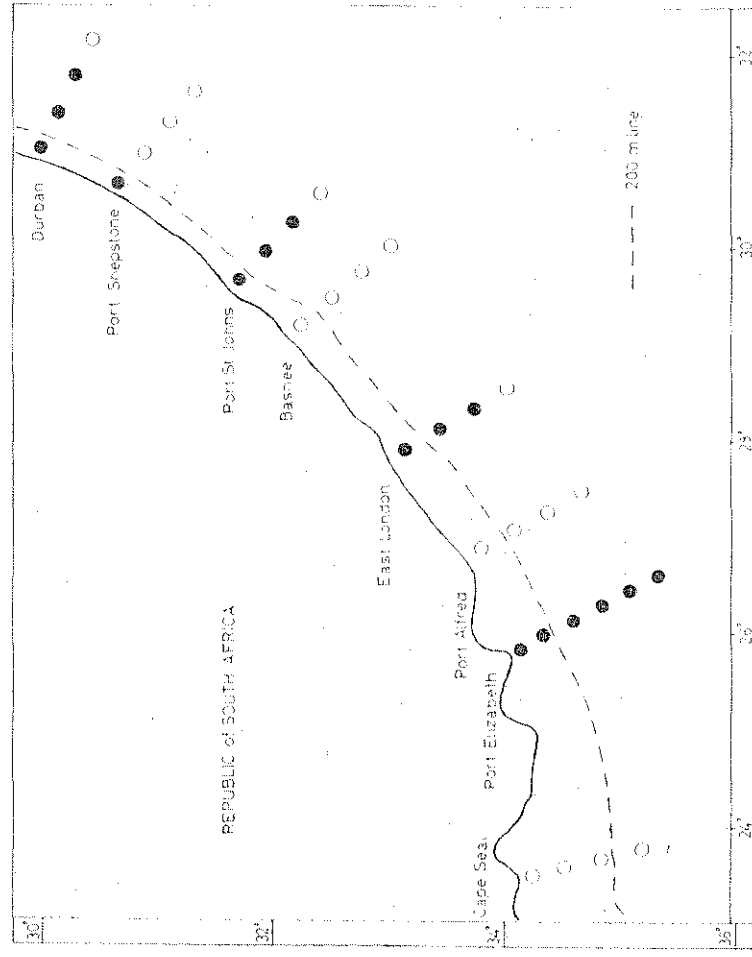 Durban
Port Shepstone
Port St Johns
Bashee
East London
Port Alfred
Port Elizabeth
Cape Seal
REPUBLIC of SOUTH AFRICA
200 m line
30°
32°
34°
36°
24°
26°
28°
30°
32°